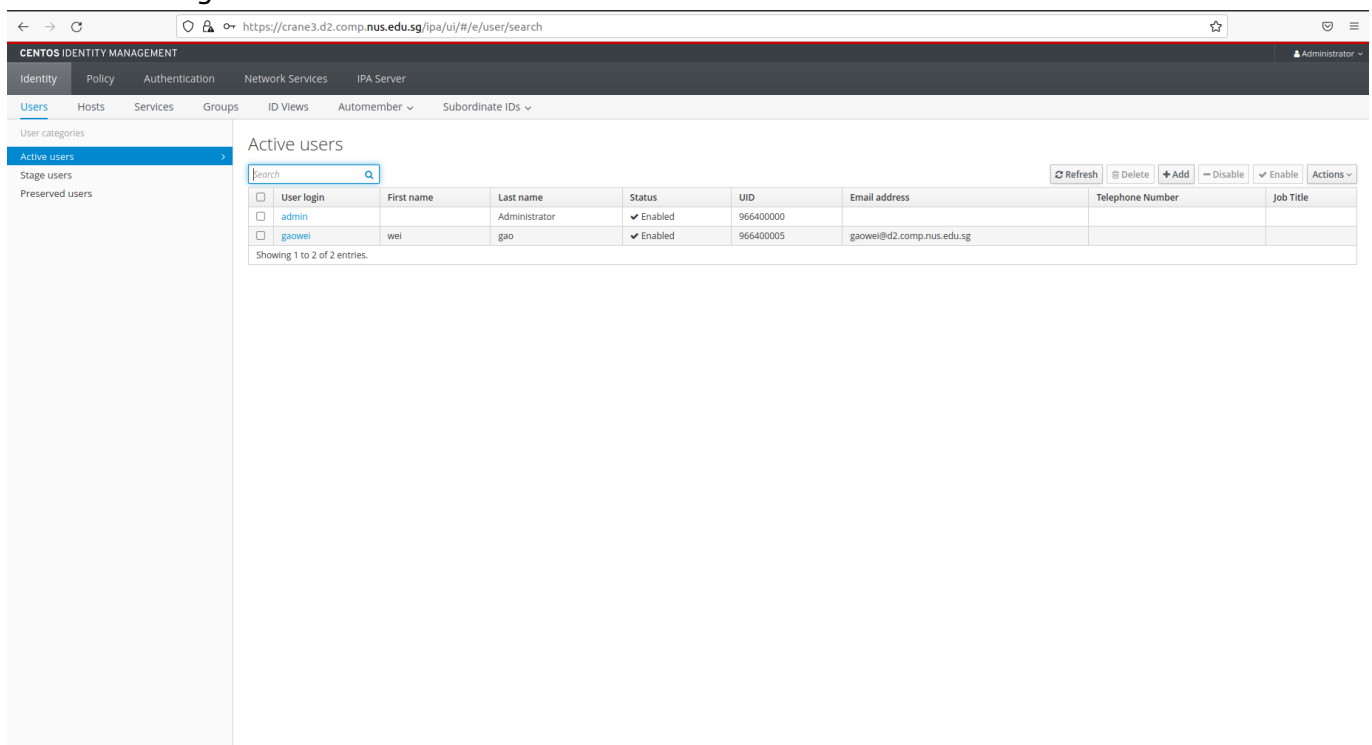 https://crane3.d2.comp.nus.edu.sg/ipa/ui/#/e/user/search
CENTOS IDENTITY MANAGEMENT Administrator
Identity Policy Authentication Network Services IPA Server
Users Hosts Services Groups ID Views Automember Subordinate IDs
User categories
Active users
Stage users
Preserved users
Active users
Search Refresh Delete Add Disable Enable Actions
User login First name Last name Status UID Email address Telephone Number Job Title
admin Administrator Enabled 966400000
gaowei wei gao Enabled 966400005 gaowei@d2.comp.nus.edu.sg
Showing 1 to 2 of 2 entries.